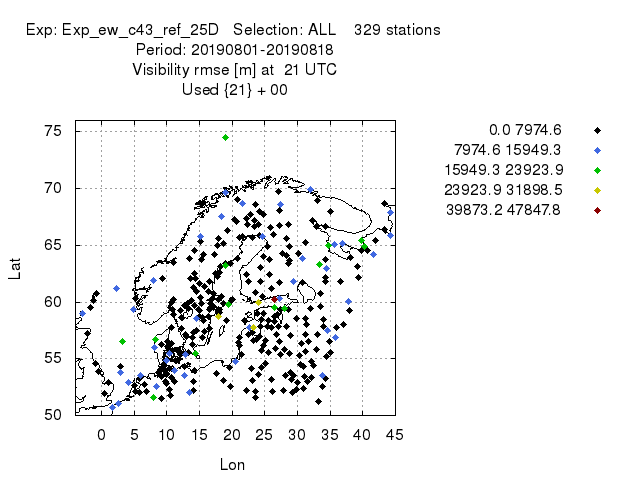 Exp: Exp_ew_c43_ref_25D   Selection: ALL    329 stations
Period: 20190801-20190818
Visibility rmse [m] at  21 UTC
Used {21} + 00
0.0 7974.6
7974.6 15949.3
15949.3 23923.9
23923.9 31898.5
39873.2 47847.8
75
70
65
60
55
50
Lat
0 5 10 15 20 25 30 35 40 45
Lon